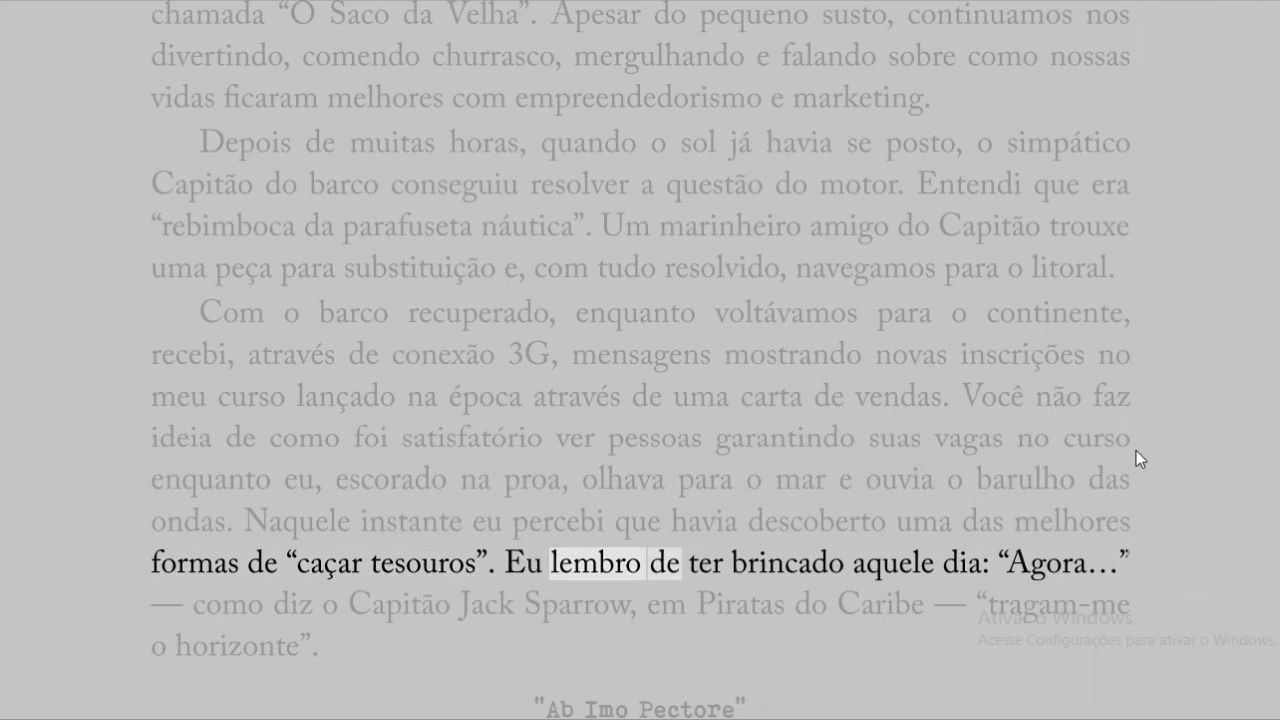 chamada “O Saco da Velha”. Apesar do pequeno susto, continuamos nos
divertindo, comendo churrasco, mergulhando e falando sobre como nossas
vidas ficaram melhores com empreendedorismo e marketing.
Depois de muitas horas, quando o sol já havia se posto, o simpático
Capitão do barco conseguiu resolver a questão do motor. Entendi que era
“rebimboca da parafuseta náutica”. Um marinheiro amigo do Capitão trouxe
uma peça para substituição e, com tudo resolvido, navegamos para o litoral.
Com o barco recuperado, enquanto voltávamos para o continente,
recebi, através de conexão 3G, mensagens mostrando novas inscrições no
meu curso lançado na época através de uma carta de vendas. Você não faz
ideia de como foi satisfatório ver pessoas garantindo suas vagas no curso
enquanto eu, escorado na proa, olhava para o mar e ouvia o barulho das
ondas. Naquele instante eu percebi que havia descoberto uma das melhores
formas de “caçar tesouros”. Eu lembro de ter brincado aquele dia: “Agora…”
— como diz o Capitão Jack Sparrow, em Piratas do Caribe — “tragam-me
o horizonte”.
Ativar o Windows
Acesse Configurações para ativar o Windows.
"Ab Imo Pectore"